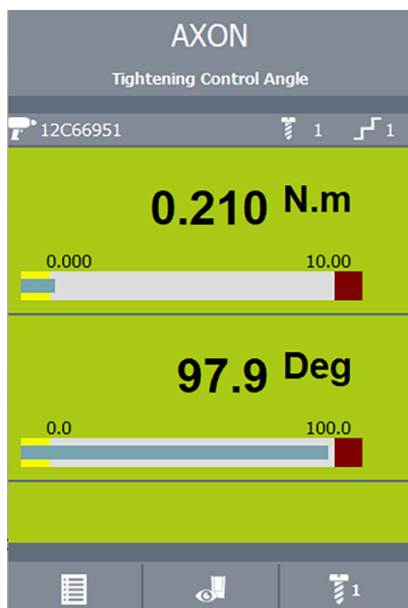 AXON
Tightening Control Angle
12C66951 1 1
0.210 N.m
0.000 10.00
97.9 Deg
0.0 100.0
1